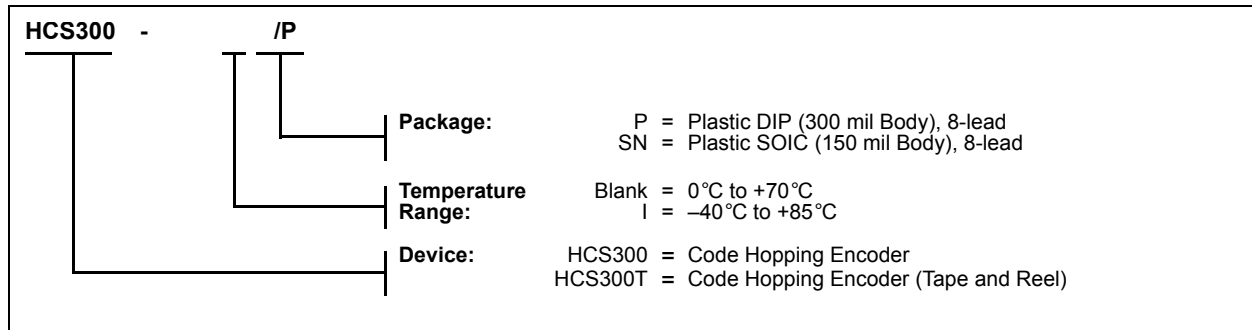 HCS300 - /P
Package: P = Plastic DIP (300 mil Body), 8-lead
SN = Plastic SOIC (150 mil Body), 8-lead
Temperature Blank = 0°C to +70°C
Range: I = –40°C to +85°C
Device: HCS300 = Code Hopping Encoder
HCS300T = Code Hopping Encoder (Tape and Reel)